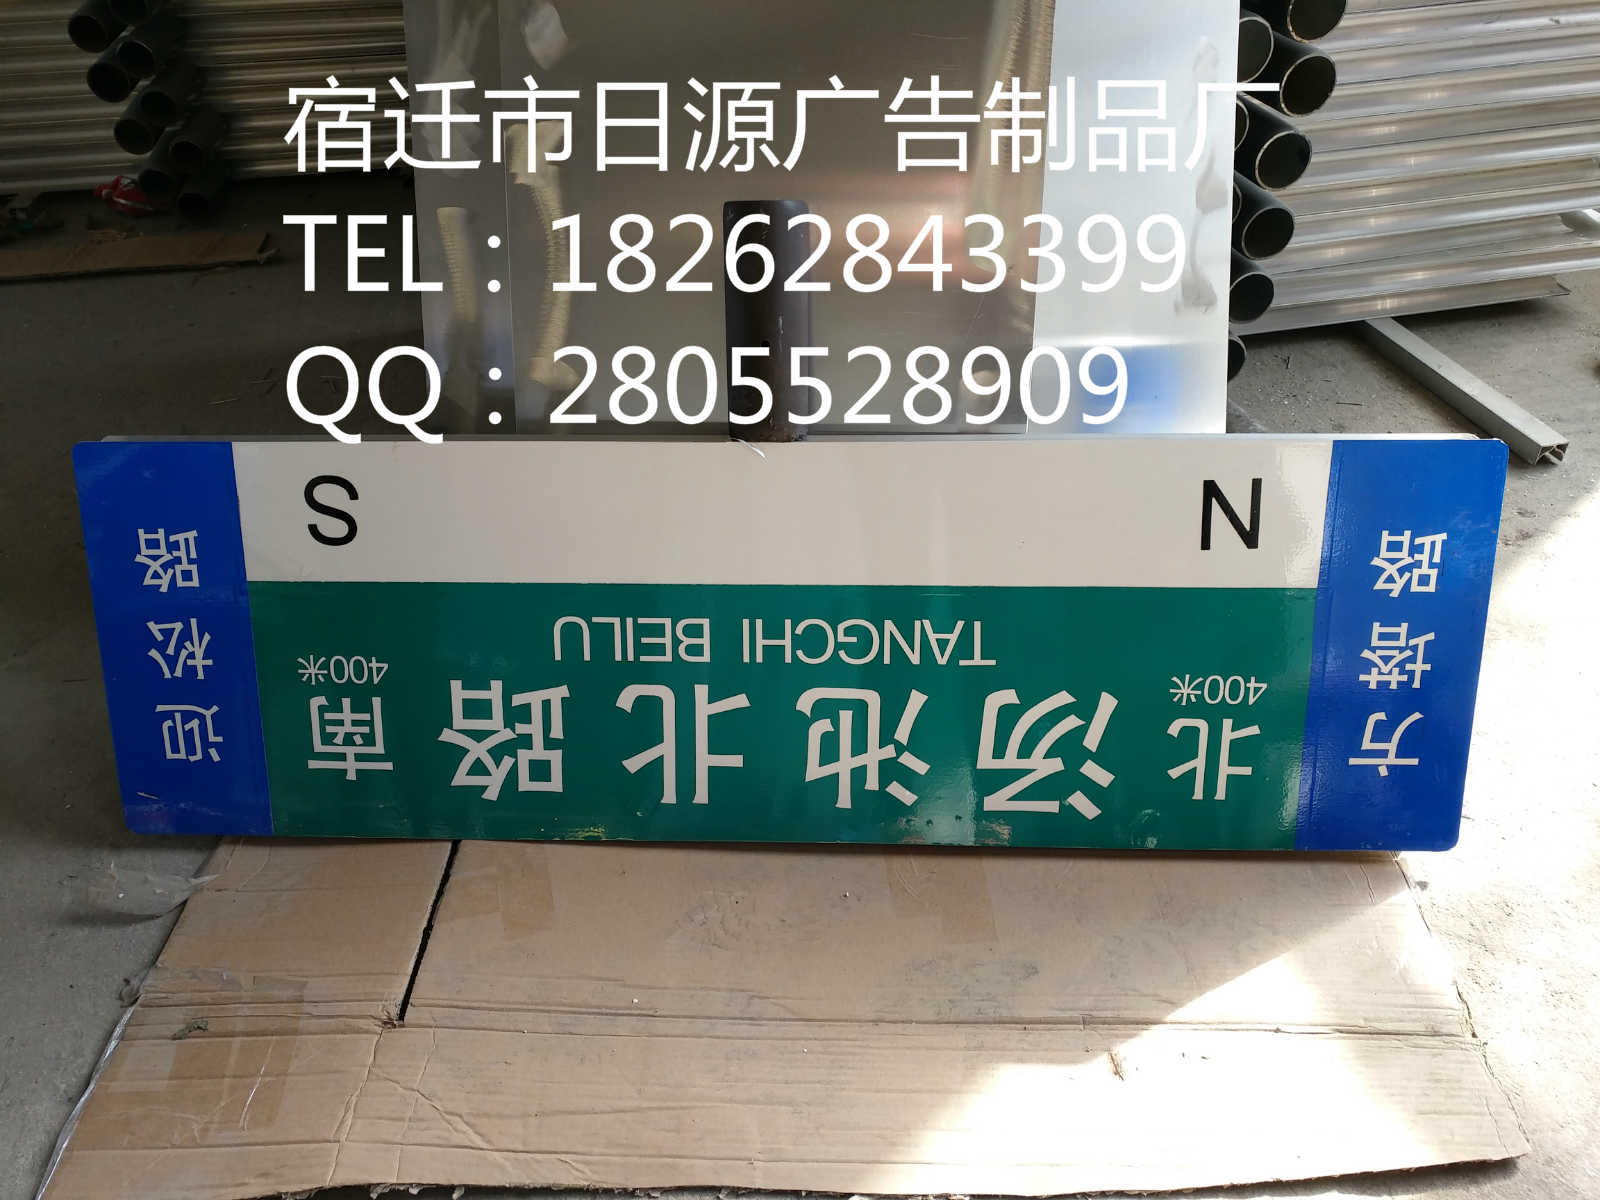 宿迁市日源广告制品厂
TEL：18262843399
QQ：2805528909
方塔路
北 汤池北路 南
400米 400米
TANGCHI BEILU
N S
迎松路